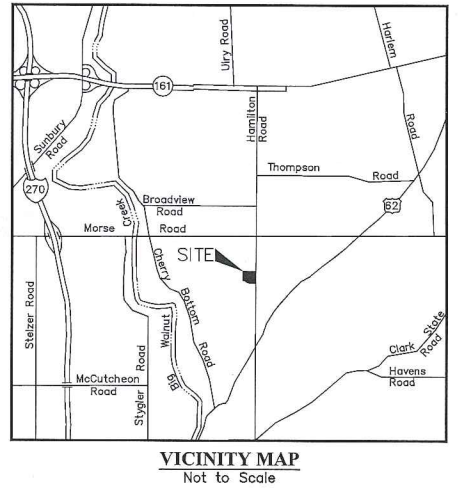 Ulry Road
Harlem
Road
161
Hamilton
Road
Sunbury
Road
Thompson
Road
270
62
Creek
Broadview
Road
Morse
Road
SITE
Cherry
Bottom
Road
Stelzer Road
Walnut
Big
State
Road
Clark
Havens
Road
McCutcheon
Road
Stygler
Road
VICINITY MAP
Not to Scale